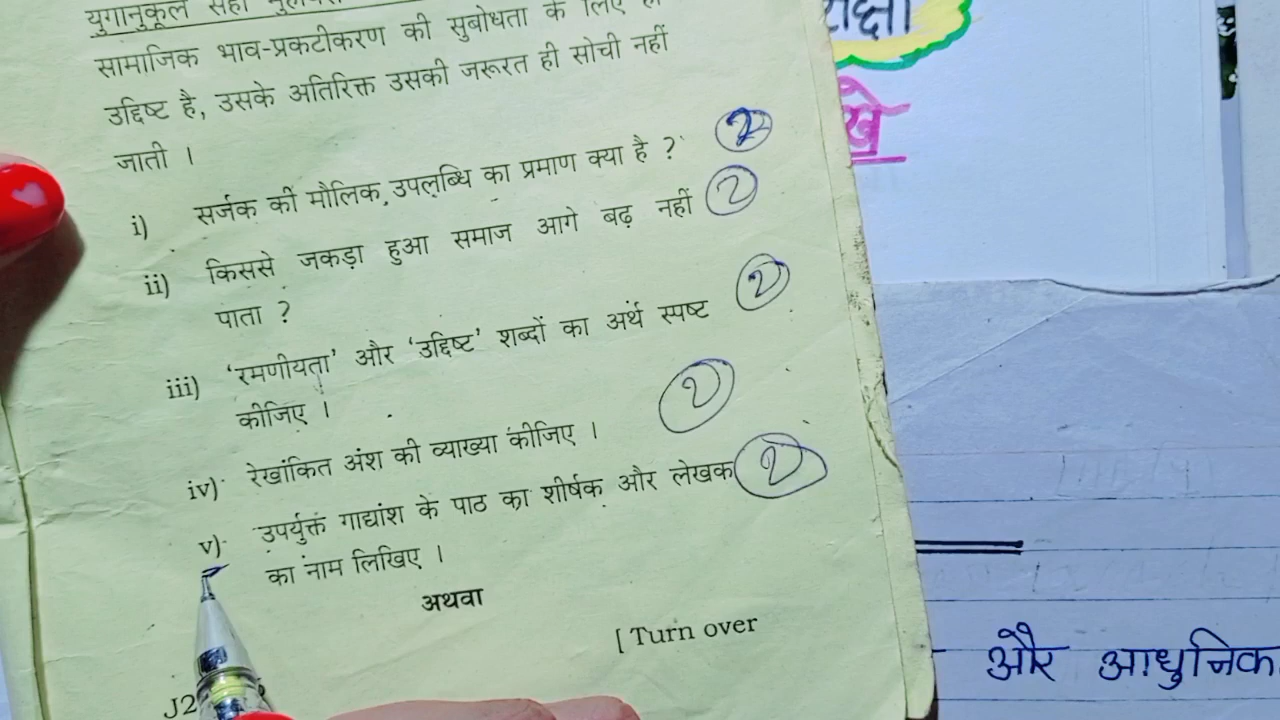 युगानुकूल सही
सामाजिक भाव-प्रकटीकरण की सुबोधता के लिए ही
उद्दिष्ट है, उसके अतिरिक्त उसकी जरूरत ही सोची नहीं
जाती ।
i) सर्जक की मौलिक उपलब्धि का प्रमाण क्या है ? 2
ii) किससे जकड़ा हुआ समाज आगे बढ़ नहीं 2
पाता ?
iii) ‘रमणीयता’ और ‘उद्दिष्ट’ शब्दों का अर्थ स्पष्ट 2
कीजिए ।
iv) रेखांकित अंश की व्याख्या कीजिए । 2
v) उपर्युक्त गाद्यांश के पाठ का शीर्षक और लेखक 2
का नाम लिखिए ।
अथवा
[ Turn over
J2
और आधुनिक